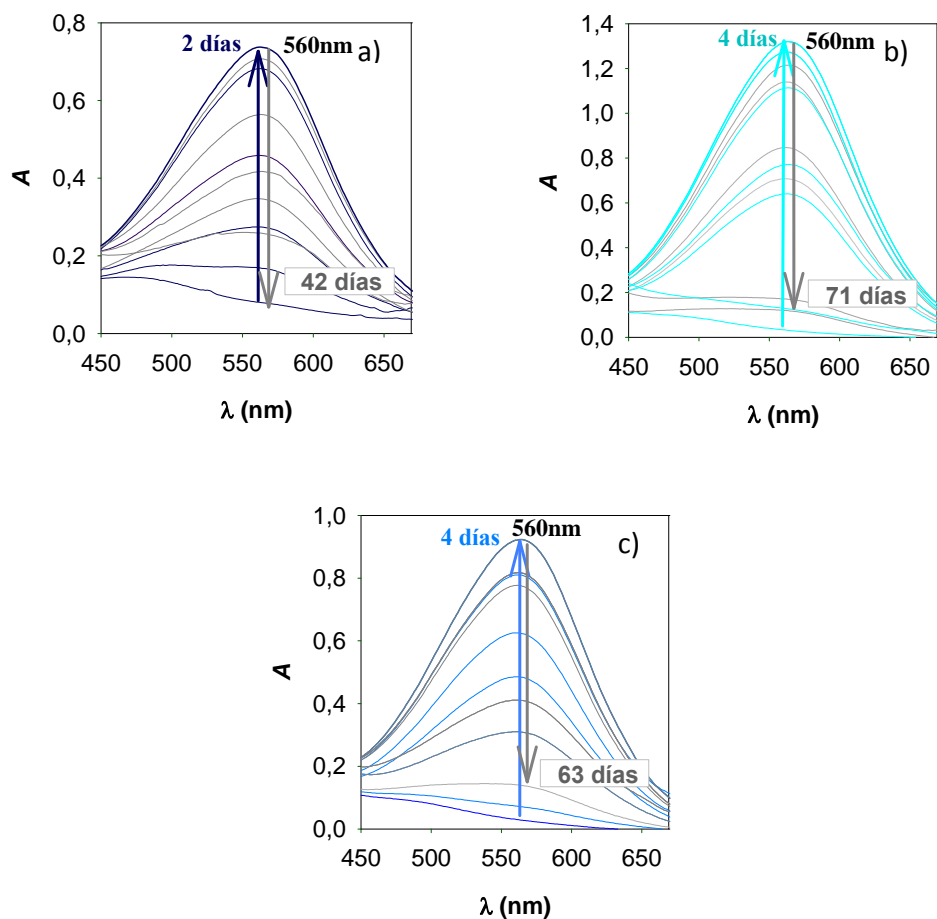 2 días
560nm
a)
0,8
0,6
0,4
0,2
0,0
A
42 días
450 500 550 600 650
λ (nm)
4 días
560nm
b)
1,4
1,2
1,0
0,8
0,6
0,4
0,2
0,0
A
71 días
450 500 550 600 650
λ (nm)
4 días
560nm
c)
1,0
0,8
0,6
0,4
0,2
0,0
A
63 días
450 500 550 600 650
λ (nm)